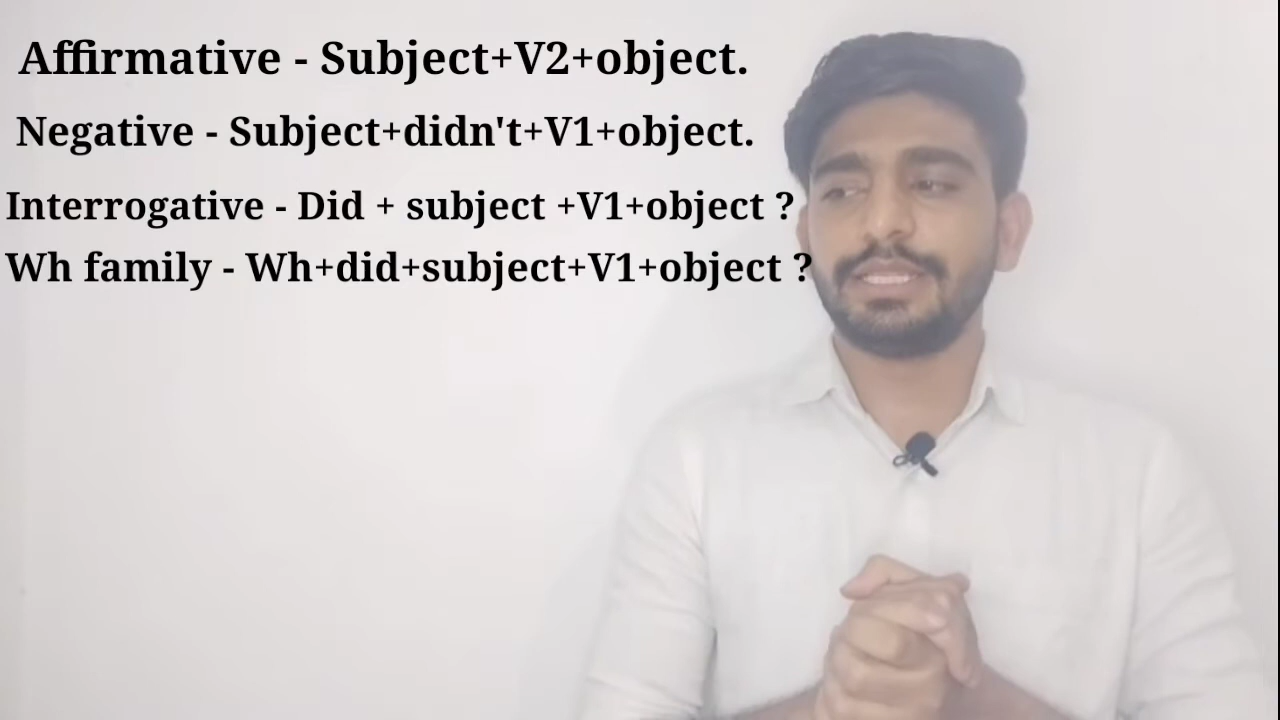 Affirmative - Subject+V2+object.
Negative - Subject+didn't+V1+object.
Interrogative - Did + subject +V1+object ?
Wh family - Wh+did+subject+V1+object ?